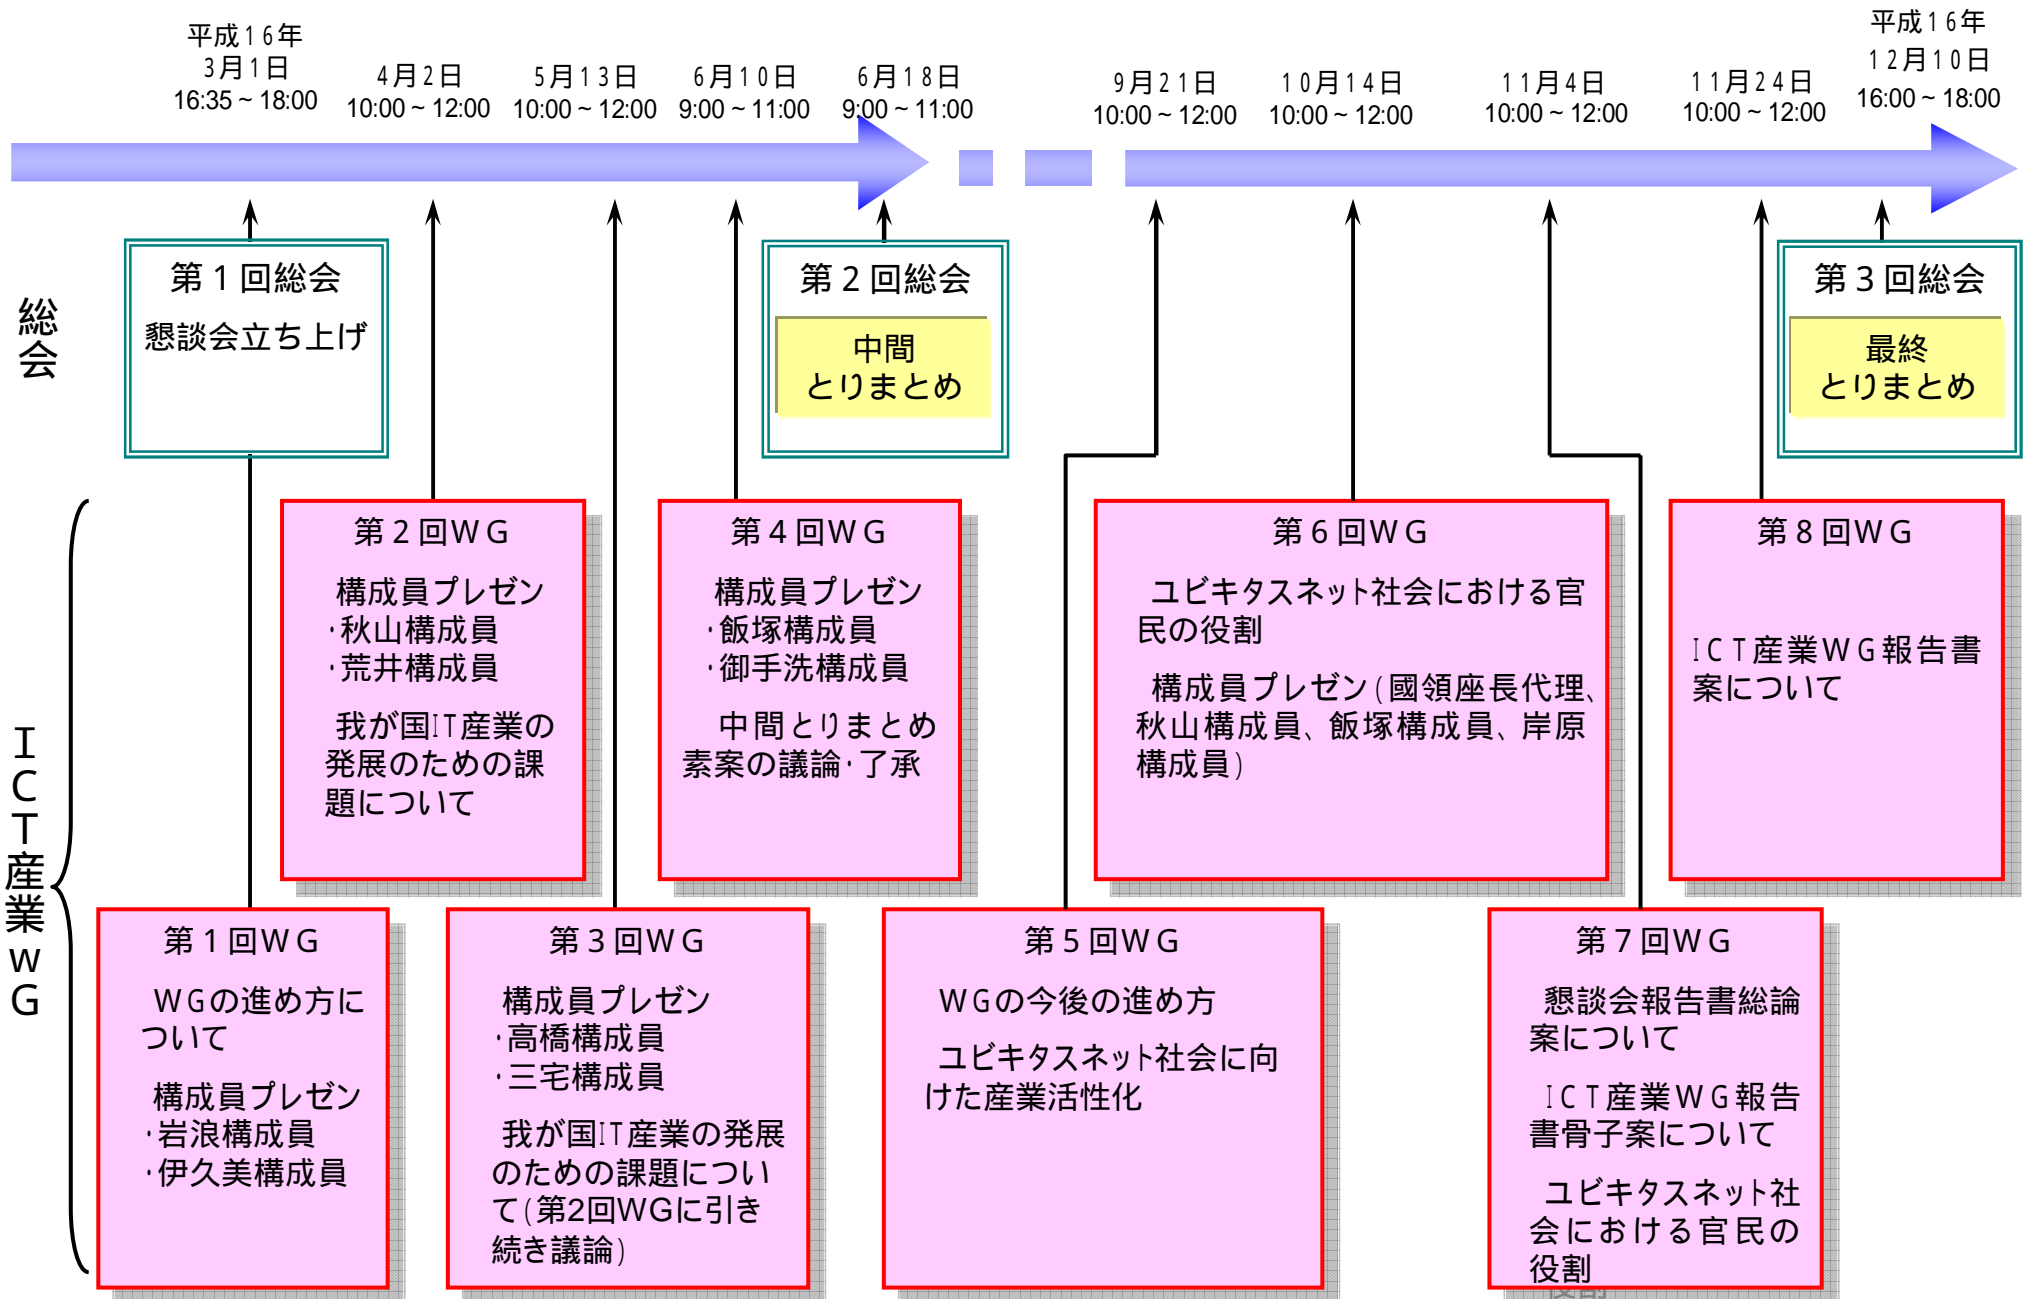 平成16年
3月1日
16:35～18:00
4月2日
10:00～12:00
5月13日
10:00～12:00
6月10日
9:00～11:00
6月18日
9:00～11:00
9月21日
10:00～12:00
10月14日
10:00～12:00
11月4日
10:00～12:00
11月24日
10:00～12:00
平成16年
12月10日
16:00～18:00
総会
第1回総会
懇談会立ち上げ
第2回総会
中間
とりまとめ
第3回総会
最終
とりまとめ
ICT産業WG
第2回WG
構成員プレゼン
・秋山構成員
・荒井構成員
我が国IT産業の
発展のための課
題について
第4回WG
構成員プレゼン
・飯塚構成員
・御手洗構成員
中間とりまとめ
素案の議論・了承
第6回WG
ユビキタスネット社会における官
民の役割
構成員プレゼン(國領座長代理、
秋山構成員、飯塚構成員、岸原
構成員)
第8回WG
ICT産業WG報告書
案について
第1回WG
WGの進め方に
ついて
構成員プレゼン
・岩浪構成員
・伊久美構成員
第3回WG
構成員プレゼン
・高橋構成員
・三宅構成員
我が国IT産業の発展
のための課題につい
て(第2回WGに引き
続き議論)
第5回WG
WGの今後の進め方
ユビキタスネット社会に向
けた産業活性化
第7回WG
懇談会報告書総論
案について
ICT産業WG報告
書骨子案について
ユビキタスネット社
会における官民の
役割